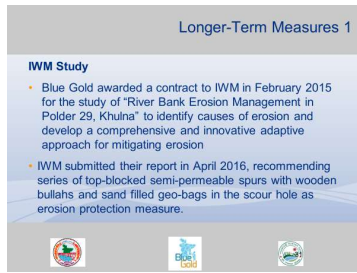 Longer-Term Measures 1
IWM Study
• Blue Gold awarded a contract to IWM in February 2015
for the study of “River Bank Erosion Management in
Polder 29, Khulna” to identify causes of erosion and
develop a comprehensive and innovative adaptive
approach for mitigating erosion
• IWM submitted their report in April 2016, recommending
series of top-blocked semi-permeable spurs with wooden
bullahs and sand filled geo-bags in the scour hole as
erosion protection measure.
Blue
Gold